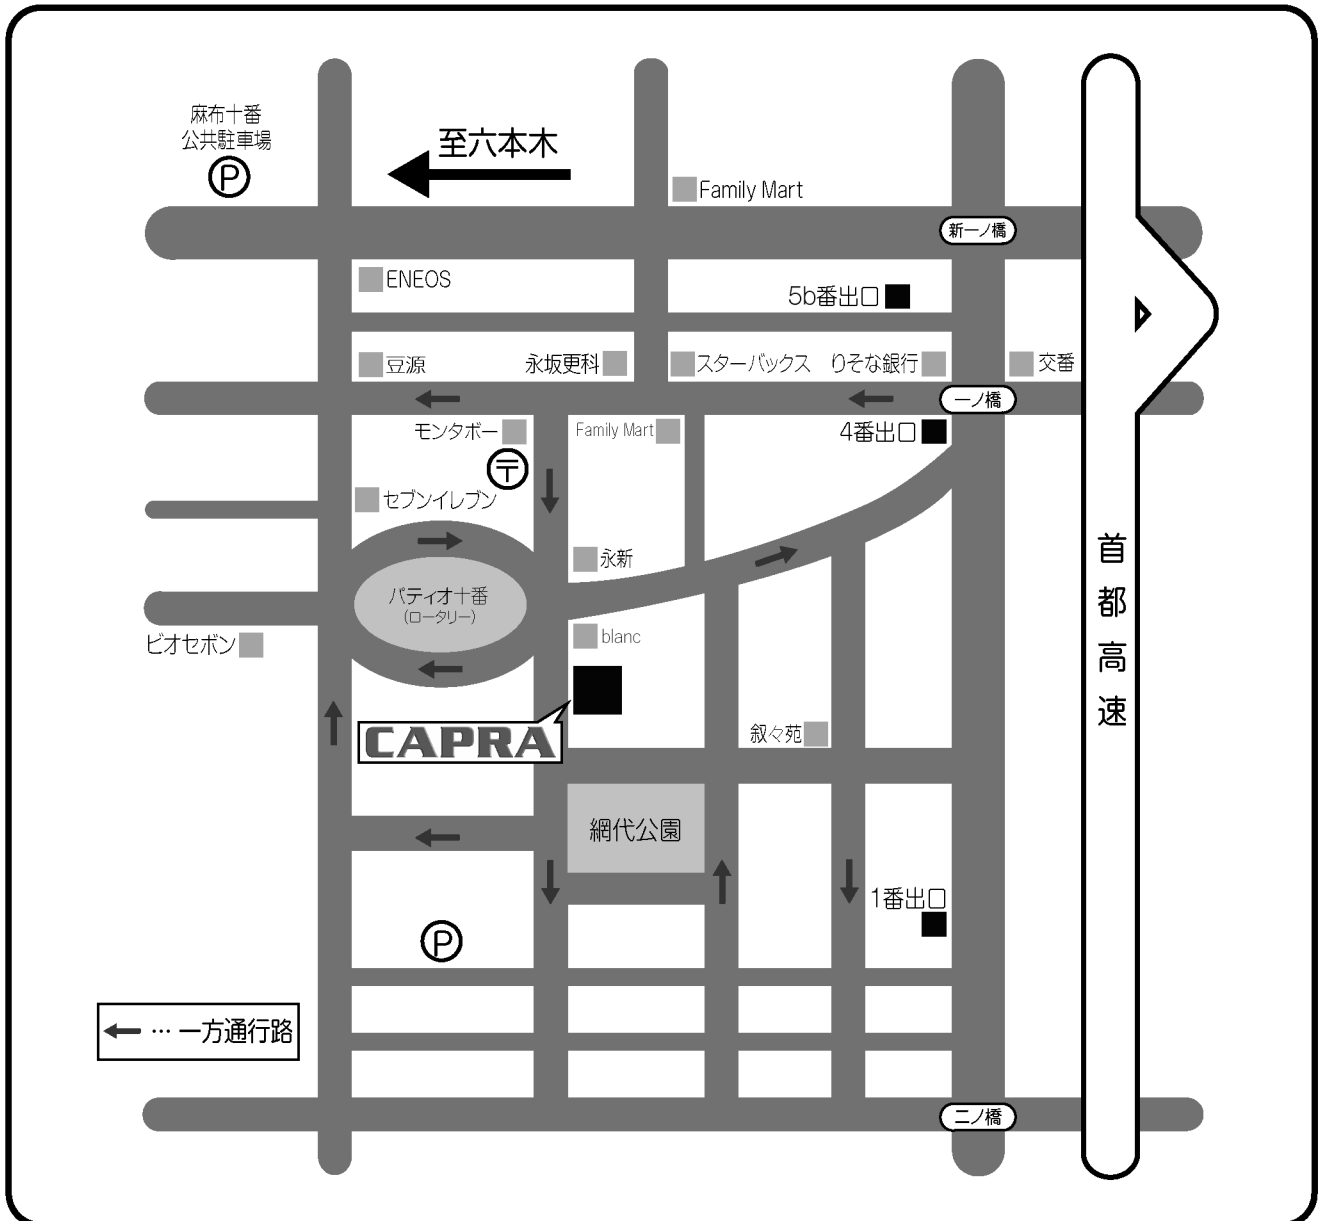 麻布十番
公共駐車場
P
至六本木
Family Mart
新一ノ橋
ENEOS
5b番出口
豆源
永坂更科
スターバックス
りそな銀行
交番
一ノ橋
モンタボー
Family Mart
4番出口
〒
セブンイレブン
永新
パティオ十番
(ロータリー)
blanc
ビオセボン
首都高速
CAPRA
叙々苑
網代公園
1番出口
P
… 一方通行路
二ノ橋